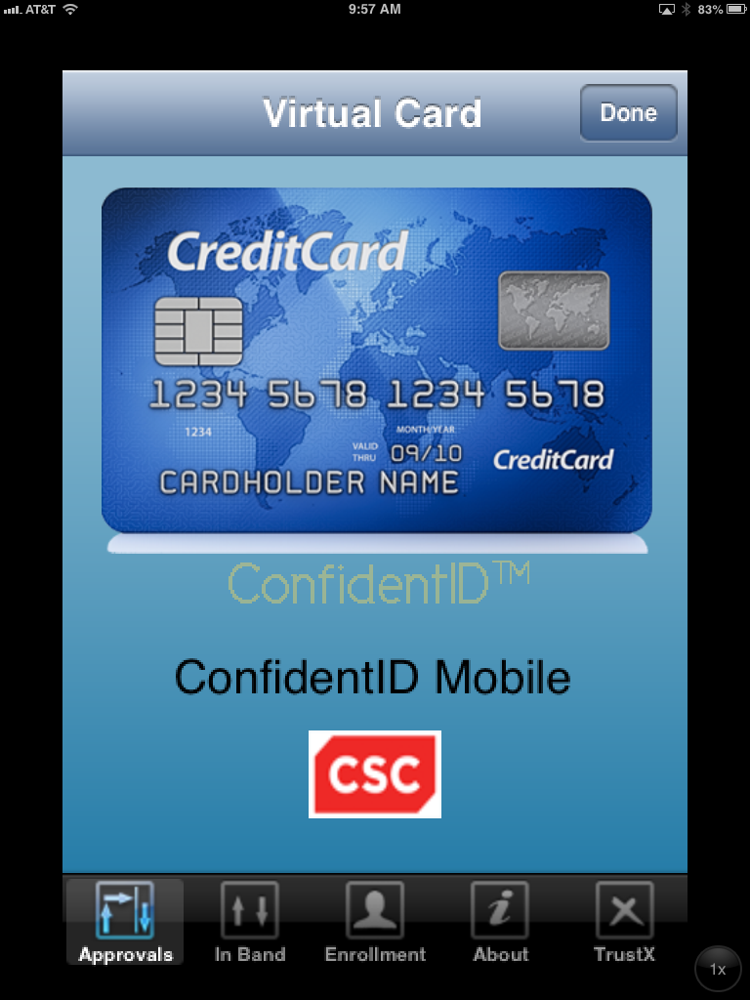 AT&T 9:57 AM 83%
Virtual Card Done
CreditCard
1234 5678 1234 5678
1234 MONTH/YEAR
VALID THRU 09/10 CreditCard
CARDHOLDER NAME
ConfidentID™
ConfidentID Mobile
CSC
Approvals In Band Enrollment About TrustX
1x